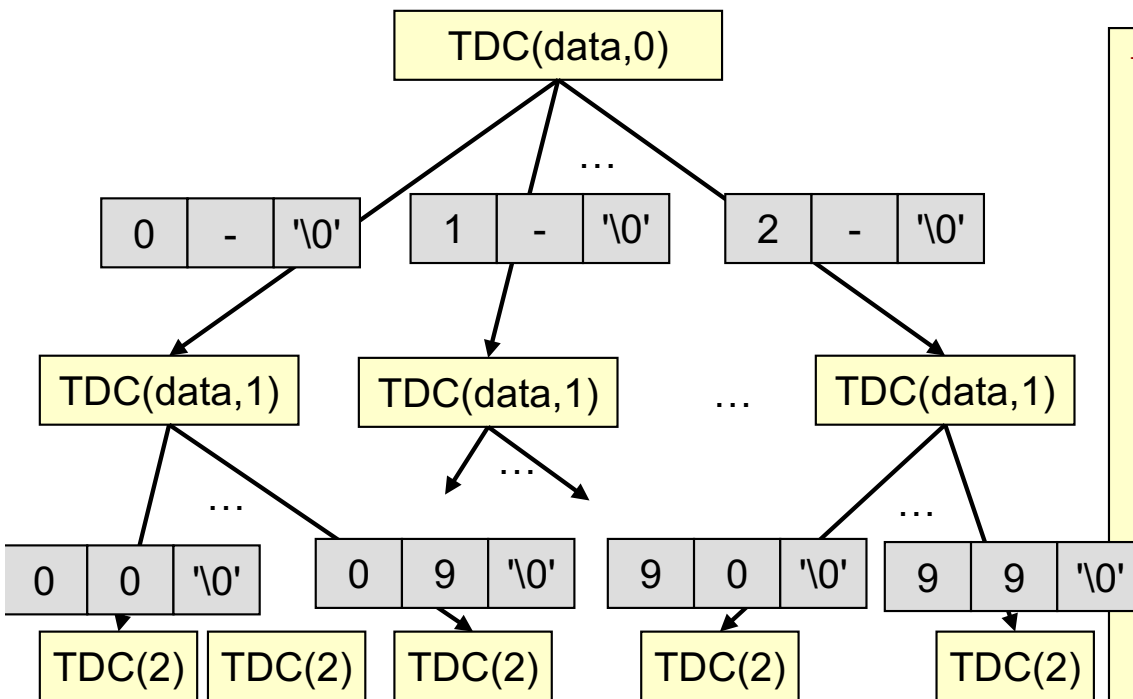 TDC(data,0)
...
0 - '\0' 1 - '\0' 2 - '\0'
TDC(data,1) TDC(data,1) ... TDC(data,1)
... ... ...
0 0 '\0' 0 9 '\0' 9 0 '\0' 9 9 '\0'
TDC(2) TDC(2) TDC(2) TDC(2) TDC(2)